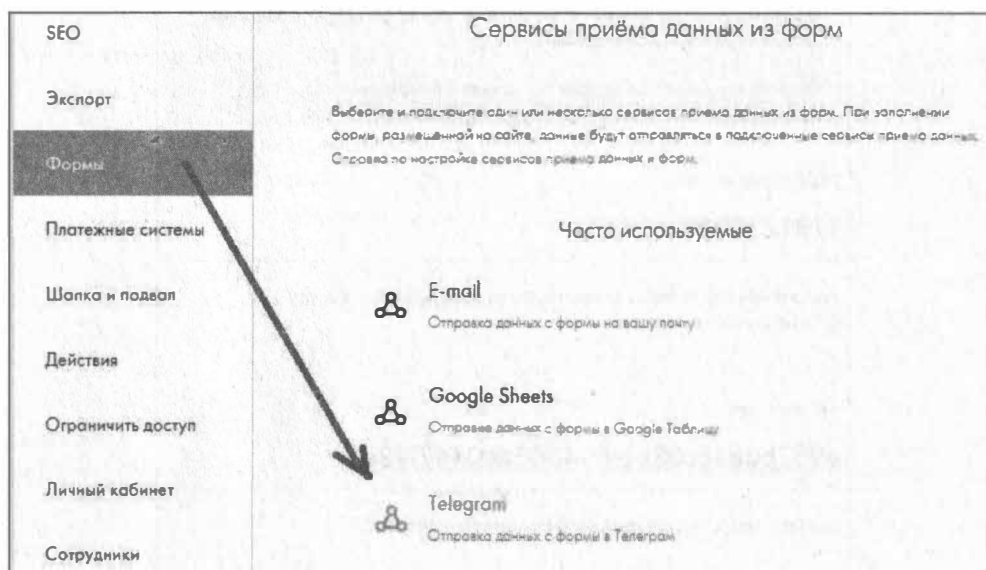 SEO
Экспорт
Формы
Платежные системы
Шапка и подвал
Действия
Ограничить доступ
Личный кабинет
Сотрудники
Сервисы приёма данных из форм
Выберите и подключите один или несколько сервисов приема данных из форм. При заполнении
формы, размещенной на сайте, данные будут отправляться в подключенные сервисы приема данных.
Справка по настройке сервисов приема данных и форм.
Часто используемые
E-mail
Отправка данных с формы на вашу почту
Google Sheets
Отправка данных с формы в Google Таблицу
Telegram
Отправка данных с формы в Телеграм